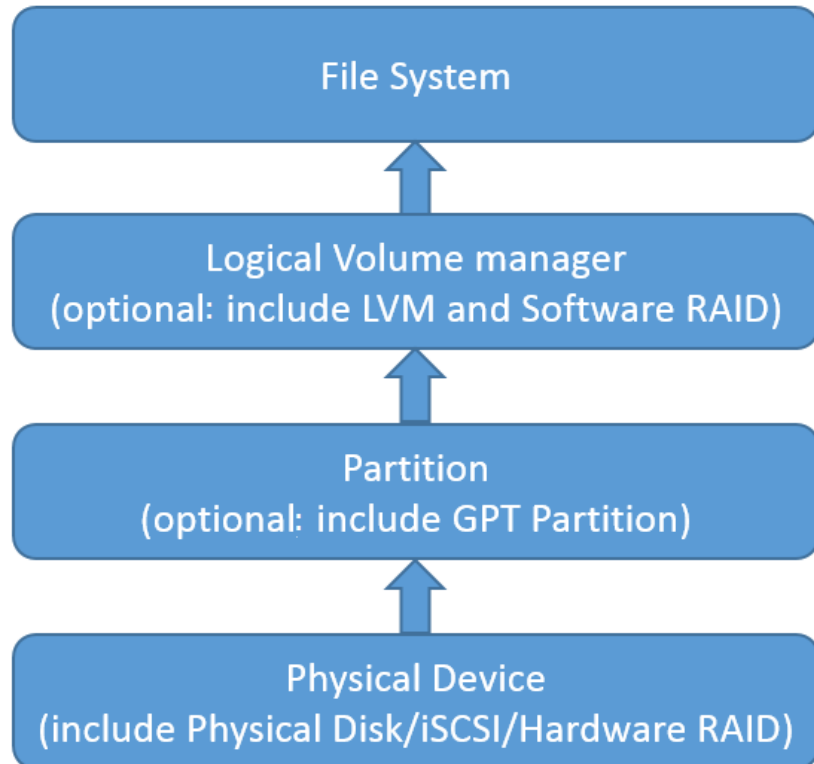 File System
Logical Volume manager
(optional: include LVM and Software RAID)
Partition
(optional: include GPT Partition)
Physical Device
(include Physical Disk/iSCSI/Hardware RAID)